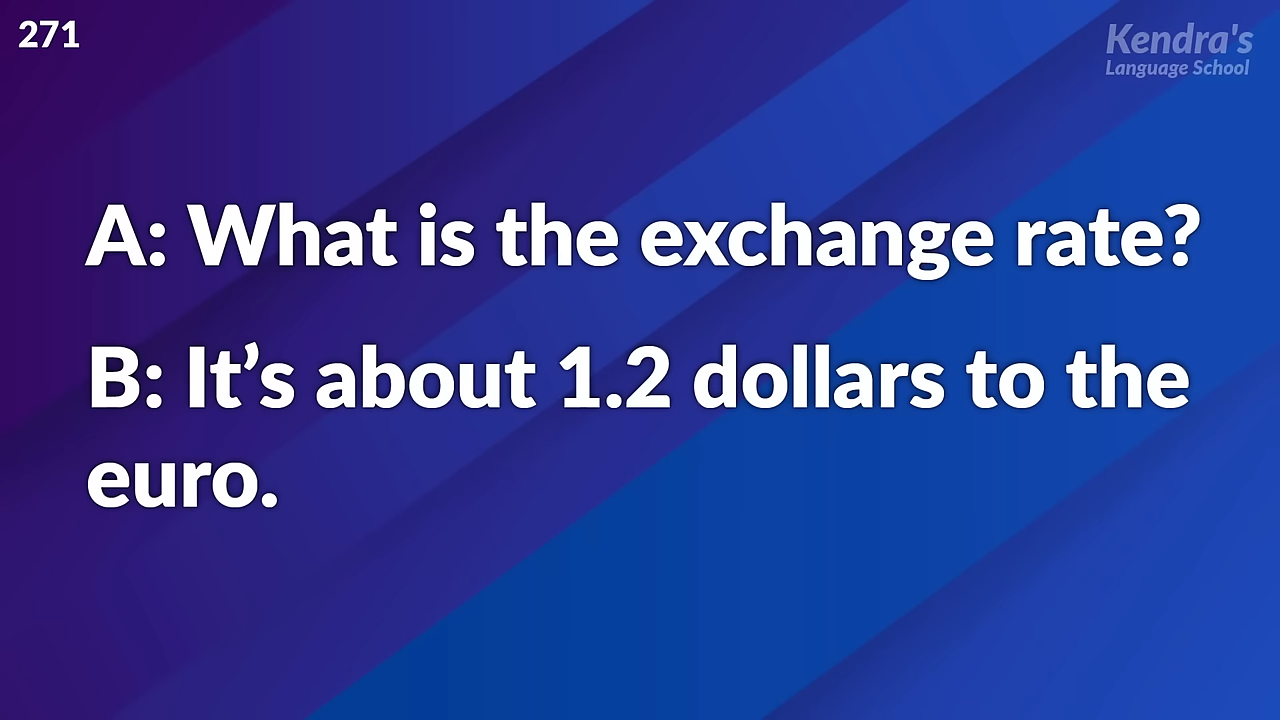 271
Kendra's
Language School
A: What is the exchange rate?
B: It’s about 1.2 dollars to the
euro.